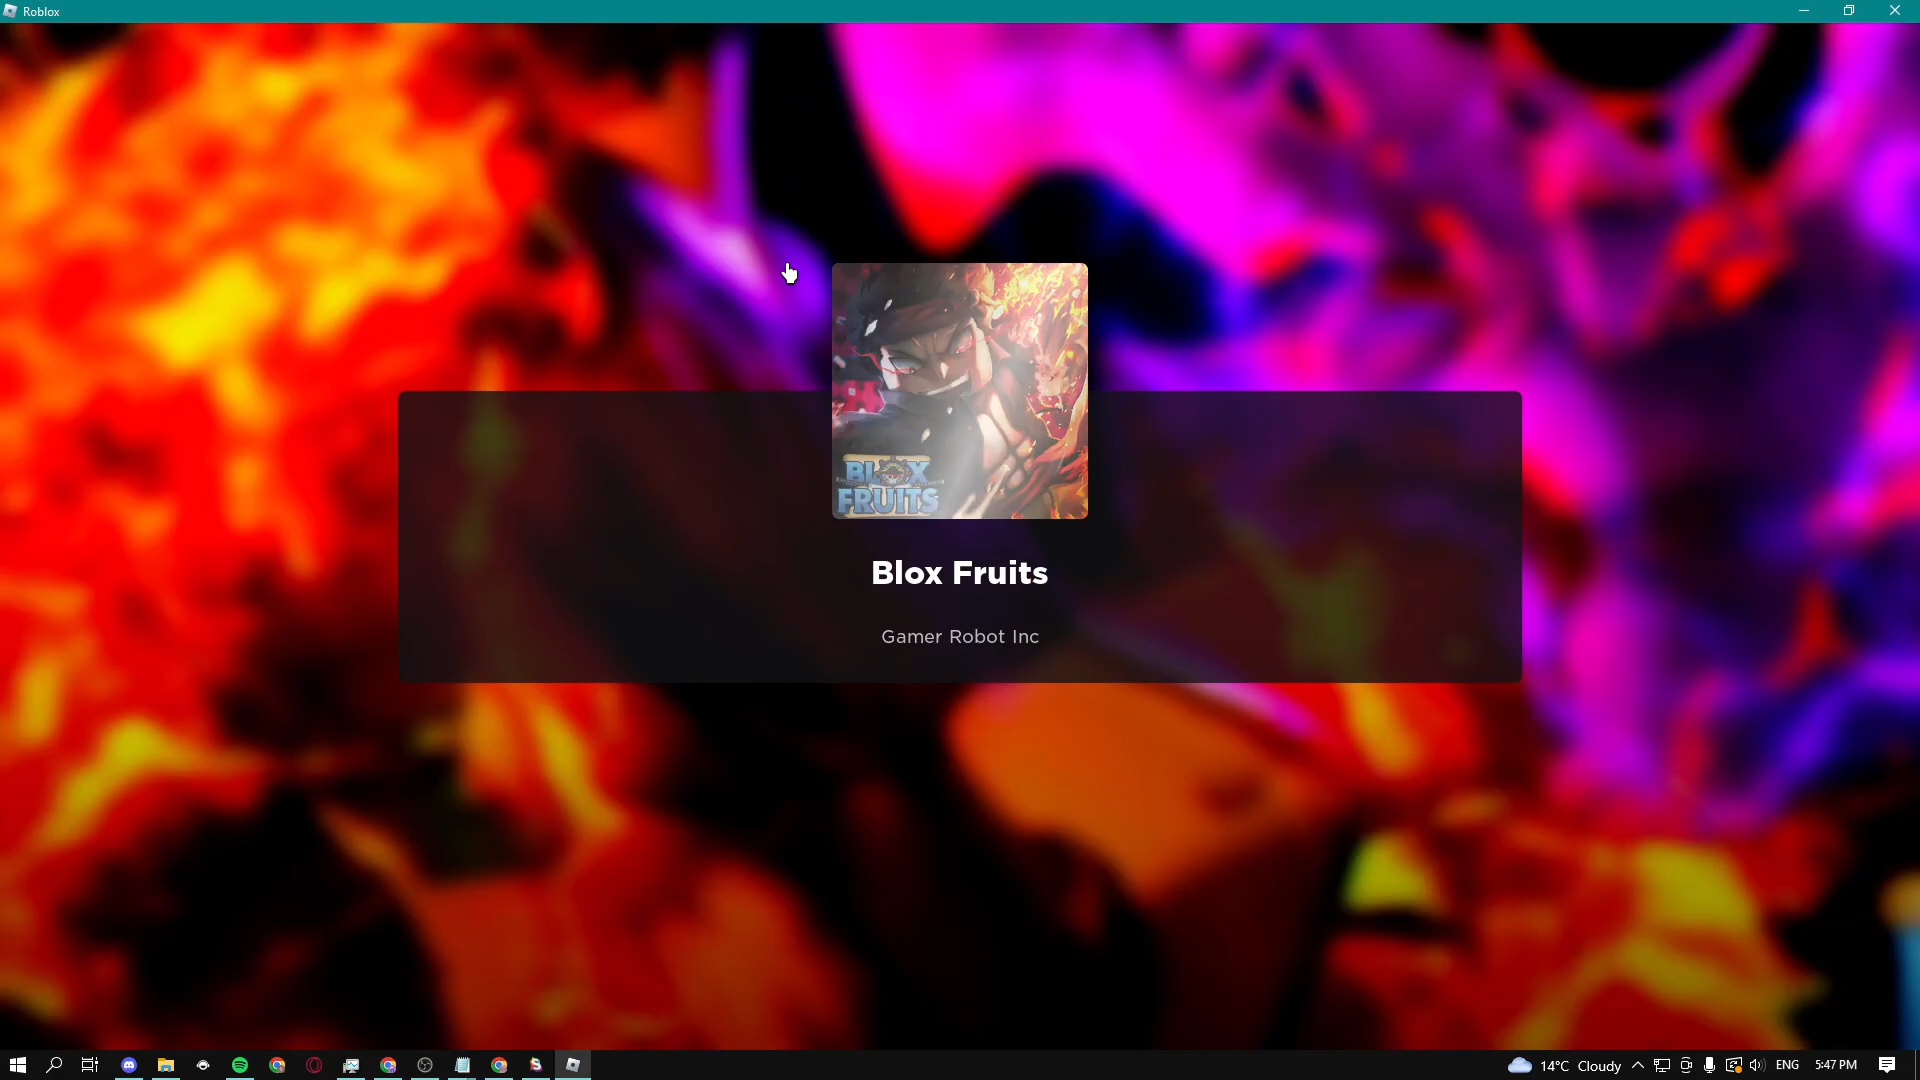 Roblox
BLOX
FRUITS
Blox Fruits
Gamer Robot Inc
14°C Cloudy
ENG
5:47 PM